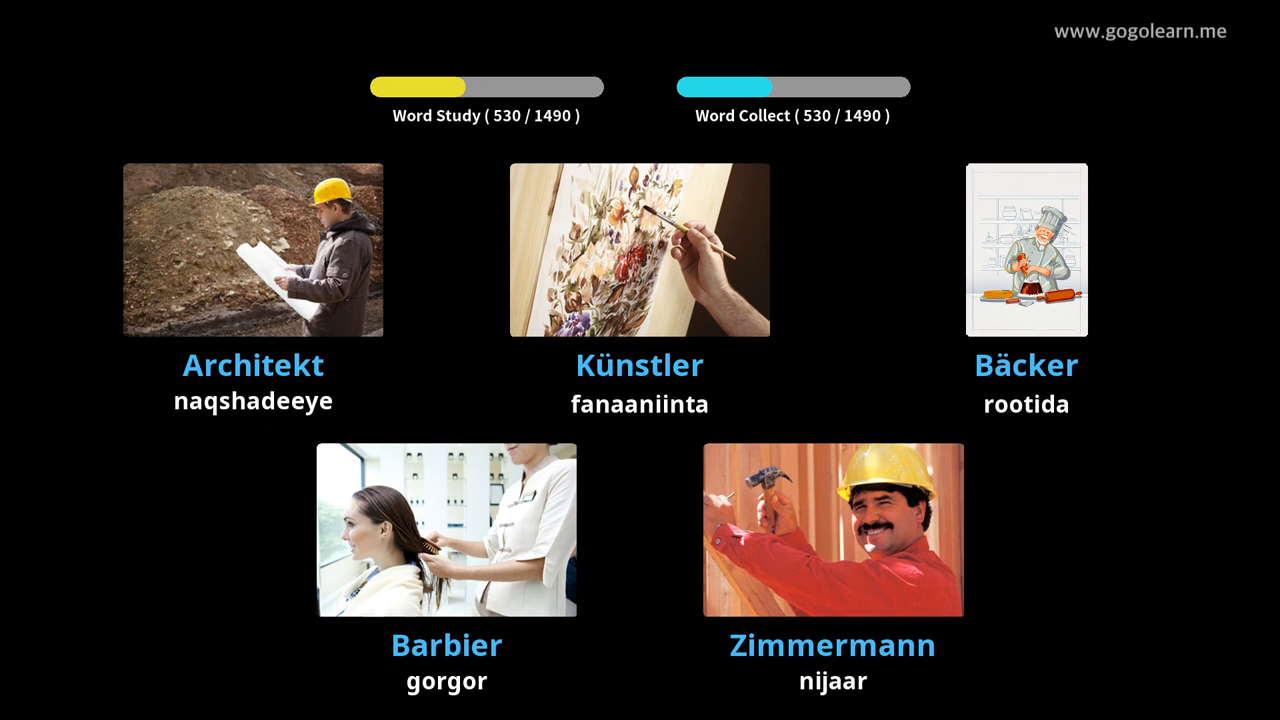 www.gogolearn.me
Word Study ( 530 / 1490 )
Word Collect ( 530 / 1490 )
Architekt
naqshadeeye
Künstler
fanaaniinta
Bäcker
rootida
Barbier
gorgor
Zimmermann
nijaar